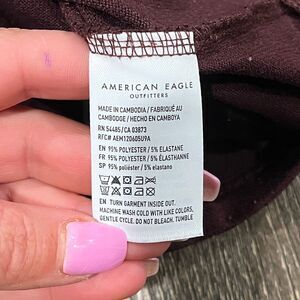 AMERICAN EAGLE
OUTFITTERS
MADE IN CAMBODIA / FABRIQUÉ AU
CAMBODGE / HECHO EN CAMBOYA
RN 54485/CA 03873
RFC# AEM120605U9A
EN 95% POLYESTER / 5% ELASTANE
FR 95% POLYESTER / 5% ÉLASTHANNE
SP 95% poliéster / 5% elastano
EN TURN GARMENT INSIDE OUT.
MACHINE WASH COLD WITH LIKE COLORS,
GENTLE CYCLE. DO NOT BLEACH. TUMBLE